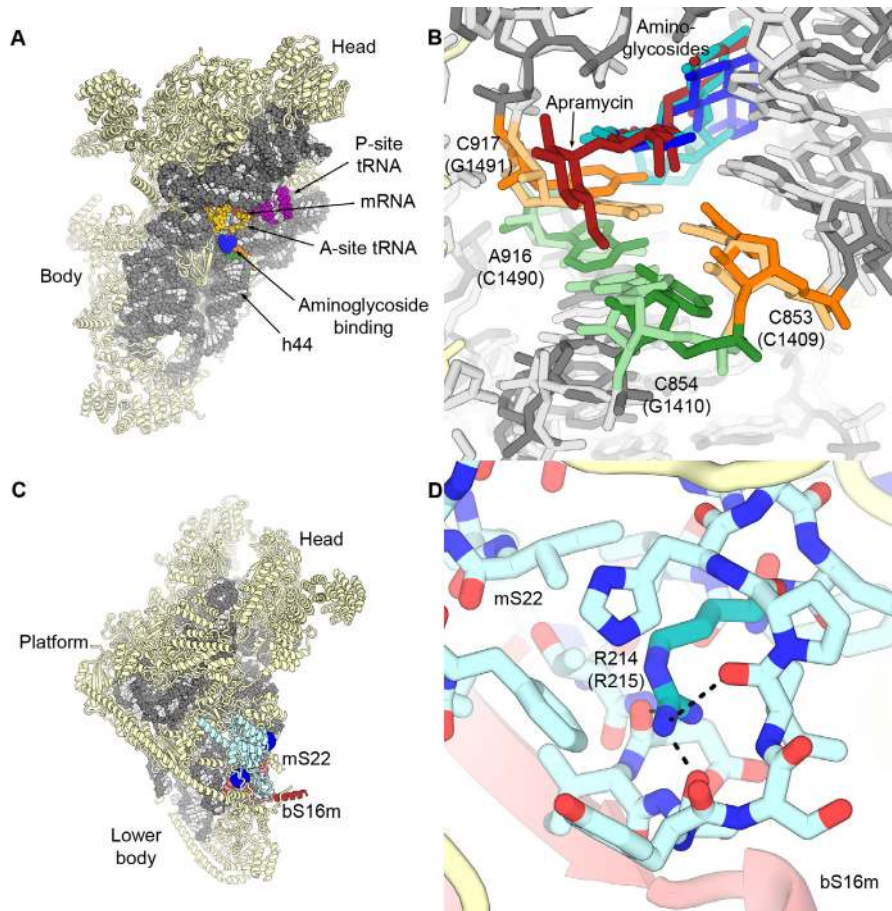 A
Head
P-site
tRNA
mRNA
A-site tRNA
Body
Aminoglycoside
binding
h44
B
Amino-
glycosides
Apramycin
C917
(G1491)
A916
(C1490)
C853
(C1409)
C854
(G1410)
C
Head
Platform
mS22
bS16m
Lower
body
D
mS22
R214
(R215)
bS16m